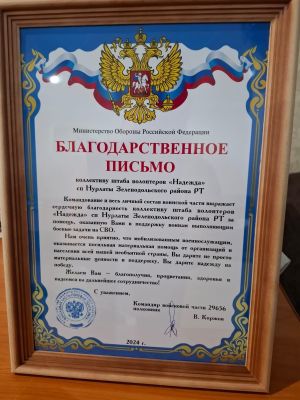 Министерство Обороны Российской Федерации
БЛАГОДАРСТВЕННОЕ
ПИСЬМО
коллективу штаба волонтеров «Надежда»
сп Нурлаты Зеленодольского района РТ
Командование и весь личный состав воинской части выражает
сердечную благодарность коллективу штаба волонтеров
«Надежда» сп Нурлаты Зеленодольского района РТ за
помощь, оказанную Вами в поддержку воинам выполняющим
боевые задачи на СВО.
Нам очень приятно, что мобилизованным военнослужащим,
оказывается посильная материальная помощь от организаций и
населения всей нашей необъятной страны. Вы дарите не просто
материальные ценности и поддержку, Вы дарите надежду на
победу.
Желаем Вам – благополучия, процветания, здоровья и
надеемся на дальнейшее сотрудничество!
С уважением,
Командир войсковой части 29656
полковник
В. Коржов
2024 г.